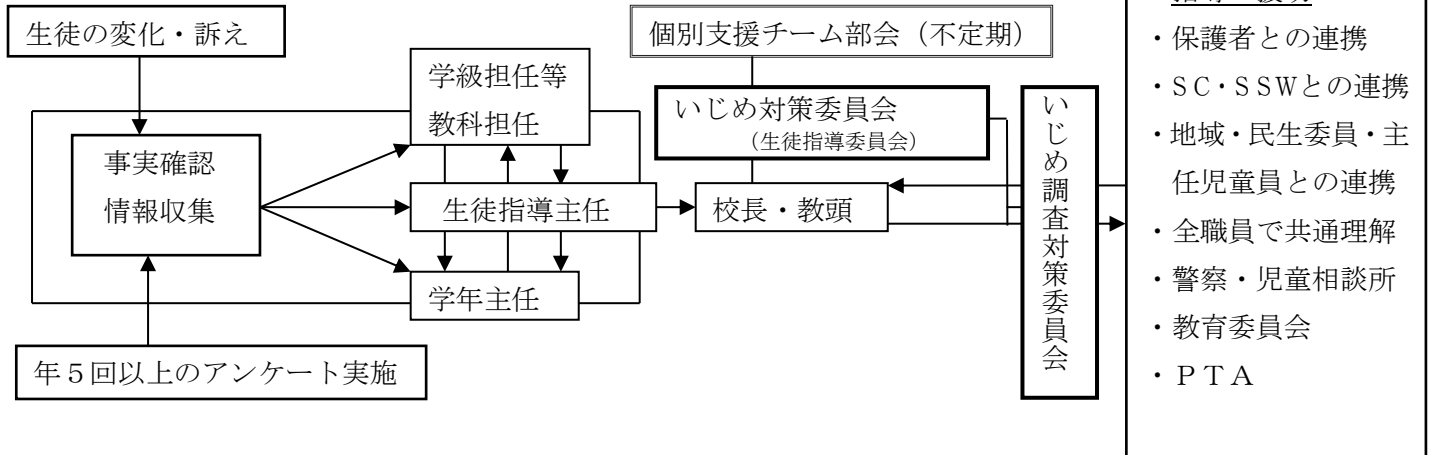 生徒の変化・訴え
年５回以上のアンケート実施
事実確認
情報収集
学級担任等
教科担任
生徒指導主任
学年主任
個別支援チーム部会（不定期）
いじめ対策委員会
（生徒指導委員会）
校長・教頭
いじめ調査対策委員会
・保護者との連携
・SC・SSWとの連携
・地域・民生委員・主
任児童員との連携
・全職員で共通理解
・警察・児童相談所
・教育委員会
・ＰＴＡ